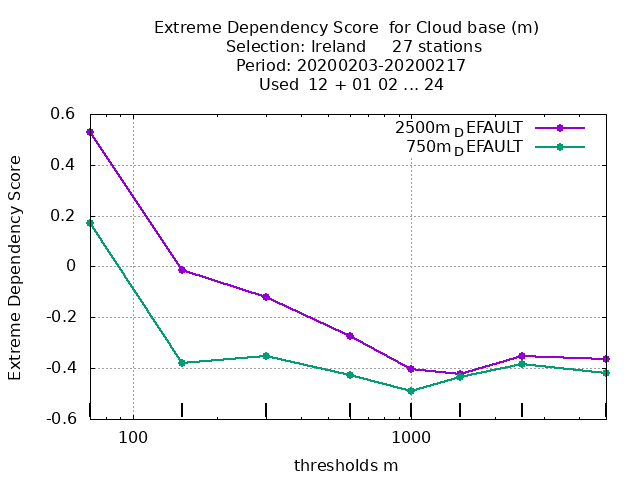 Extreme Dependency Score  for Cloud base (m)
Selection: Ireland     27 stations
Period: 20200203-20200217
Used  12 + 01 02 ... 24
2500m_DEFAULT
750m_DEFAULT
Extreme Dependency Score
0.6
0.4
0.2
0
-0.2
-0.4
-0.6
100
1000
thresholds m